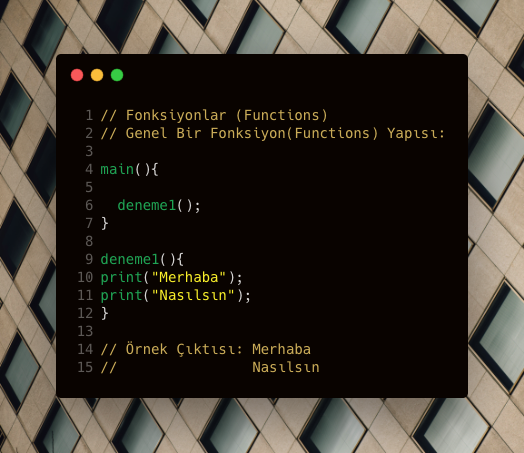 1 // Fonksiyonlar (Functions)
2 // Genel Bir Fonksiyon(Functions) Yapısı:
3
4 main(){
5
6   deneme1();
7 }
8
9 deneme1(){
10 print("Merhaba");
11 print("Nasılsın");
12 }
13
14 // Örnek Çıktısı: Merhaba
15 //                Nasılsın